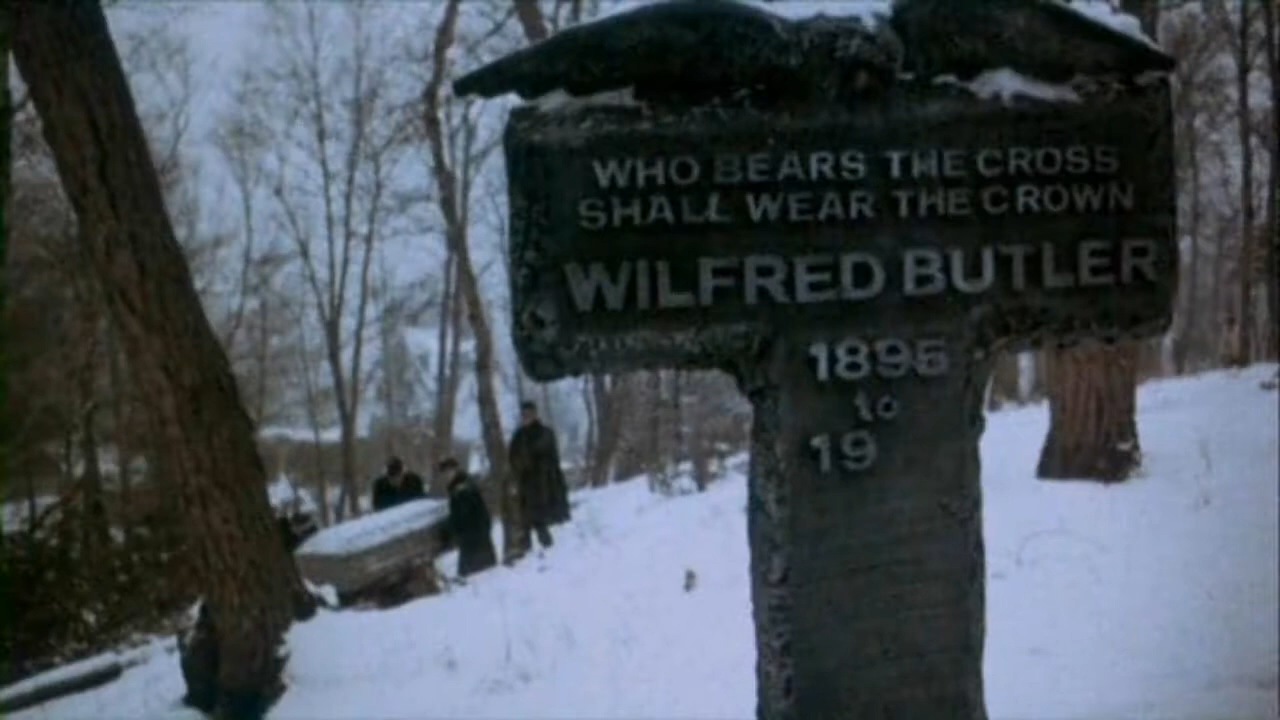 WHO BEARS THE CROSS
SHALL WEAR THE CROWN
WILFRED BUTLER
1895
to
19